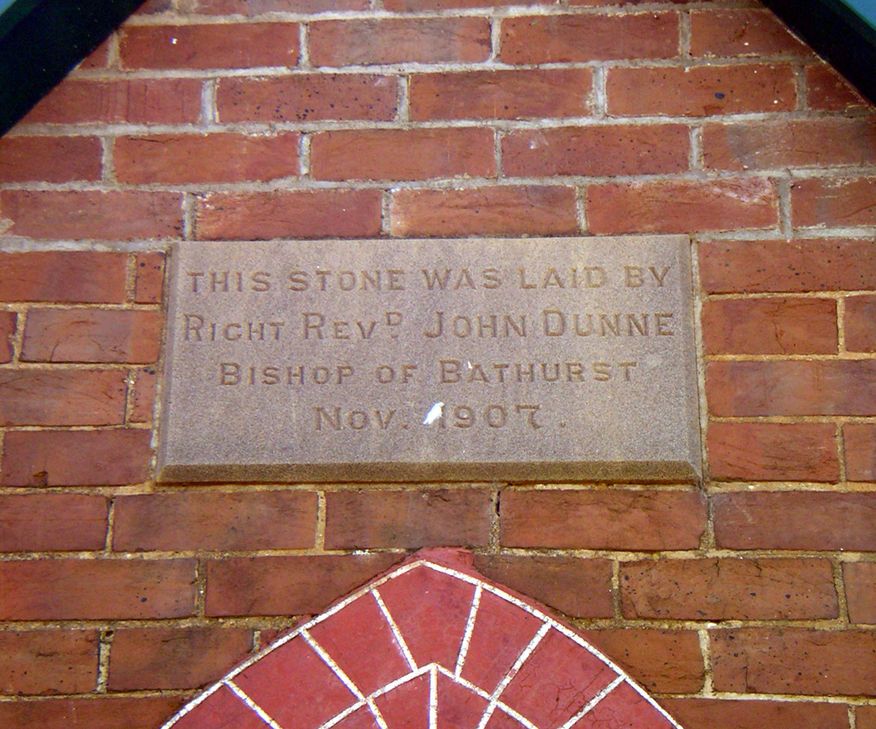 THIS STONE WAS LAID BY
RIGHT REVD JOHN DUNNE
BISHOP OF BATHURST
NOV. 1907.